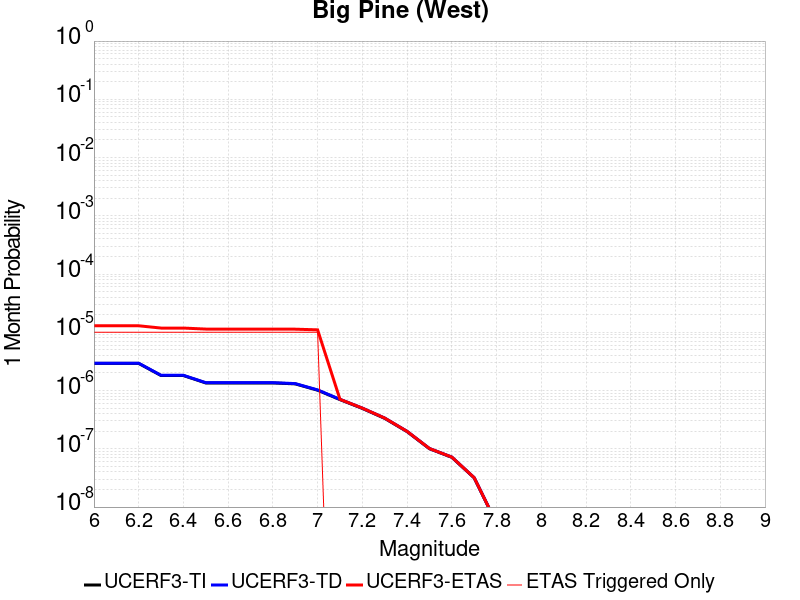 Big Pine (West)
10^0
10^-1
10^-2
10^-3
10^-4
10^-5
10^-6
10^-7
10^-8
1 Month Probability
6 6.2 6.4 6.6 6.8 7 7.2 7.4 7.6 7.8 8 8.2 8.4 8.6 8.8 9
Magnitude
UCERF3-TI UCERF3-TD UCERF3-ETAS ETAS Triggered Only